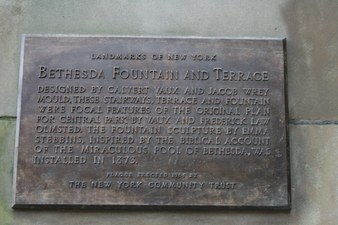 LANDMARKS OF NEW YORK
BETHESDA FOUNTAIN AND TERRACE
DESIGNED BY CALVERT VAUX AND JACOB WREY
MOULD, THESE STAIRWAYS, TERRACE AND FOUNTAIN
WERE FOCAL FEATURES OF THE ORIGINAL PLAN
FOR CENTRAL PARK BY VAUX AND FREDERICK LAW
OLMSTED. THE FOUNTAIN SCULPTURE BY EMMA
STEBBINS, INSPIRED BY THE BIBLICAL ACCOUNT
OF THE MIRACULOUS POOL OF BETHESDA, WAS
INSTALLED IN 1873.
PLAQUE ERECTED BY
THE NEW YORK COMMUNITY TRUST